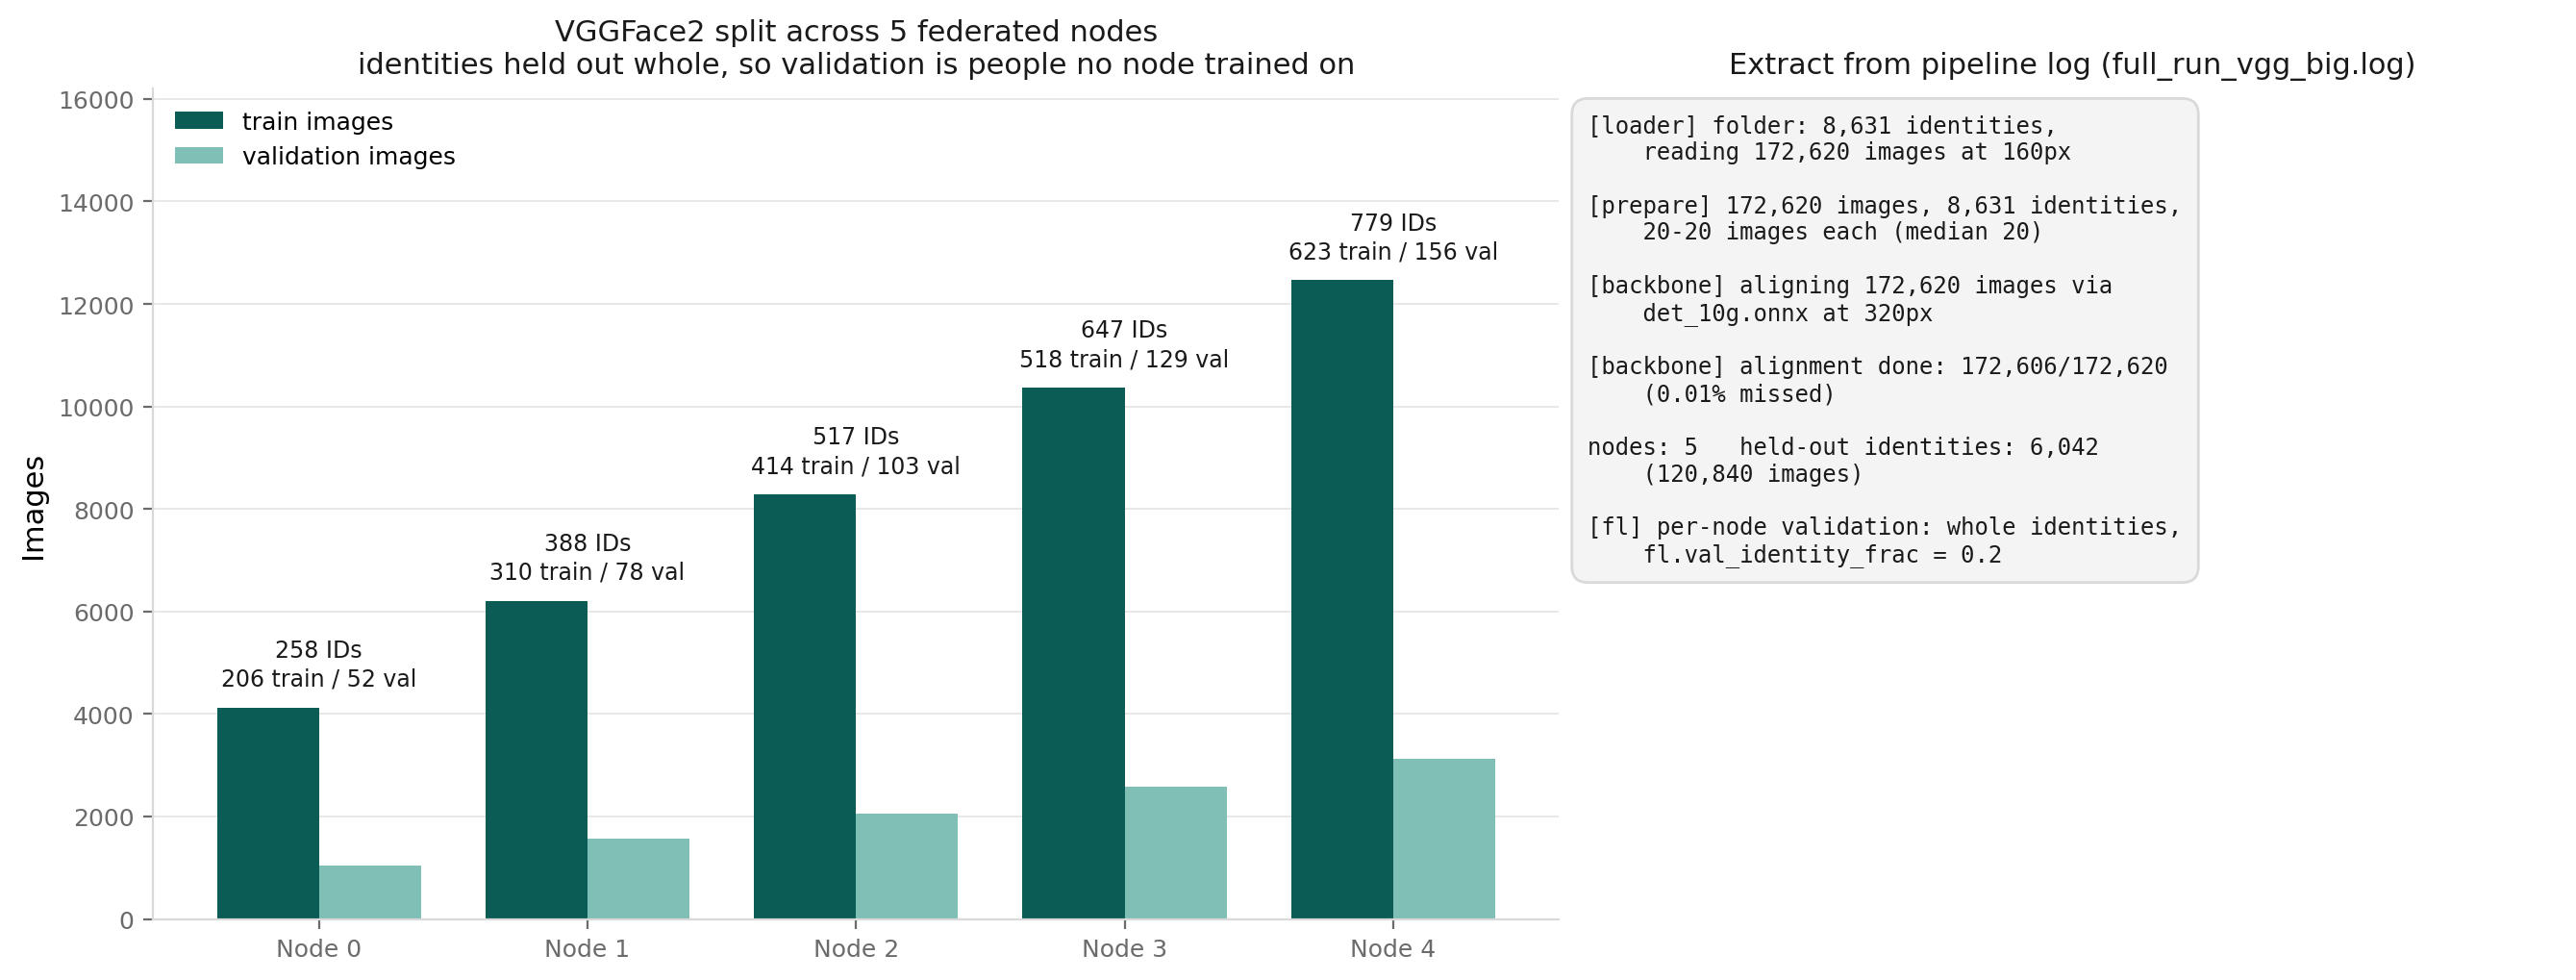 VGGFace2 split across 5 federated nodes
identities held out whole, so validation is people no node trained on
Images
16000
14000
12000
10000
8000
6000
4000
2000
0
train images
validation images
258 IDs
206 train / 52 val
388 IDs
310 train / 78 val
517 IDs
414 train / 103 val
647 IDs
518 train / 129 val
779 IDs
623 train / 156 val
Node 0
Node 1
Node 2
Node 3
Node 4
Extract from pipeline log (full_run_vgg_big.log)
[loader] folder: 8,631 identities,
reading 172,620 images at 160px
[prepare] 172,620 images, 8,631 identities,
20-20 images each (median 20)
[backbone] aligning 172,620 images via
det_10g.onnx at 320px
[backbone] alignment done: 172,606/172,620
(0.01% missed)
nodes: 5   held-out identities: 6,042
(120,840 images)
[fl] per-node validation: whole identities,
fl.val_identity_frac = 0.2